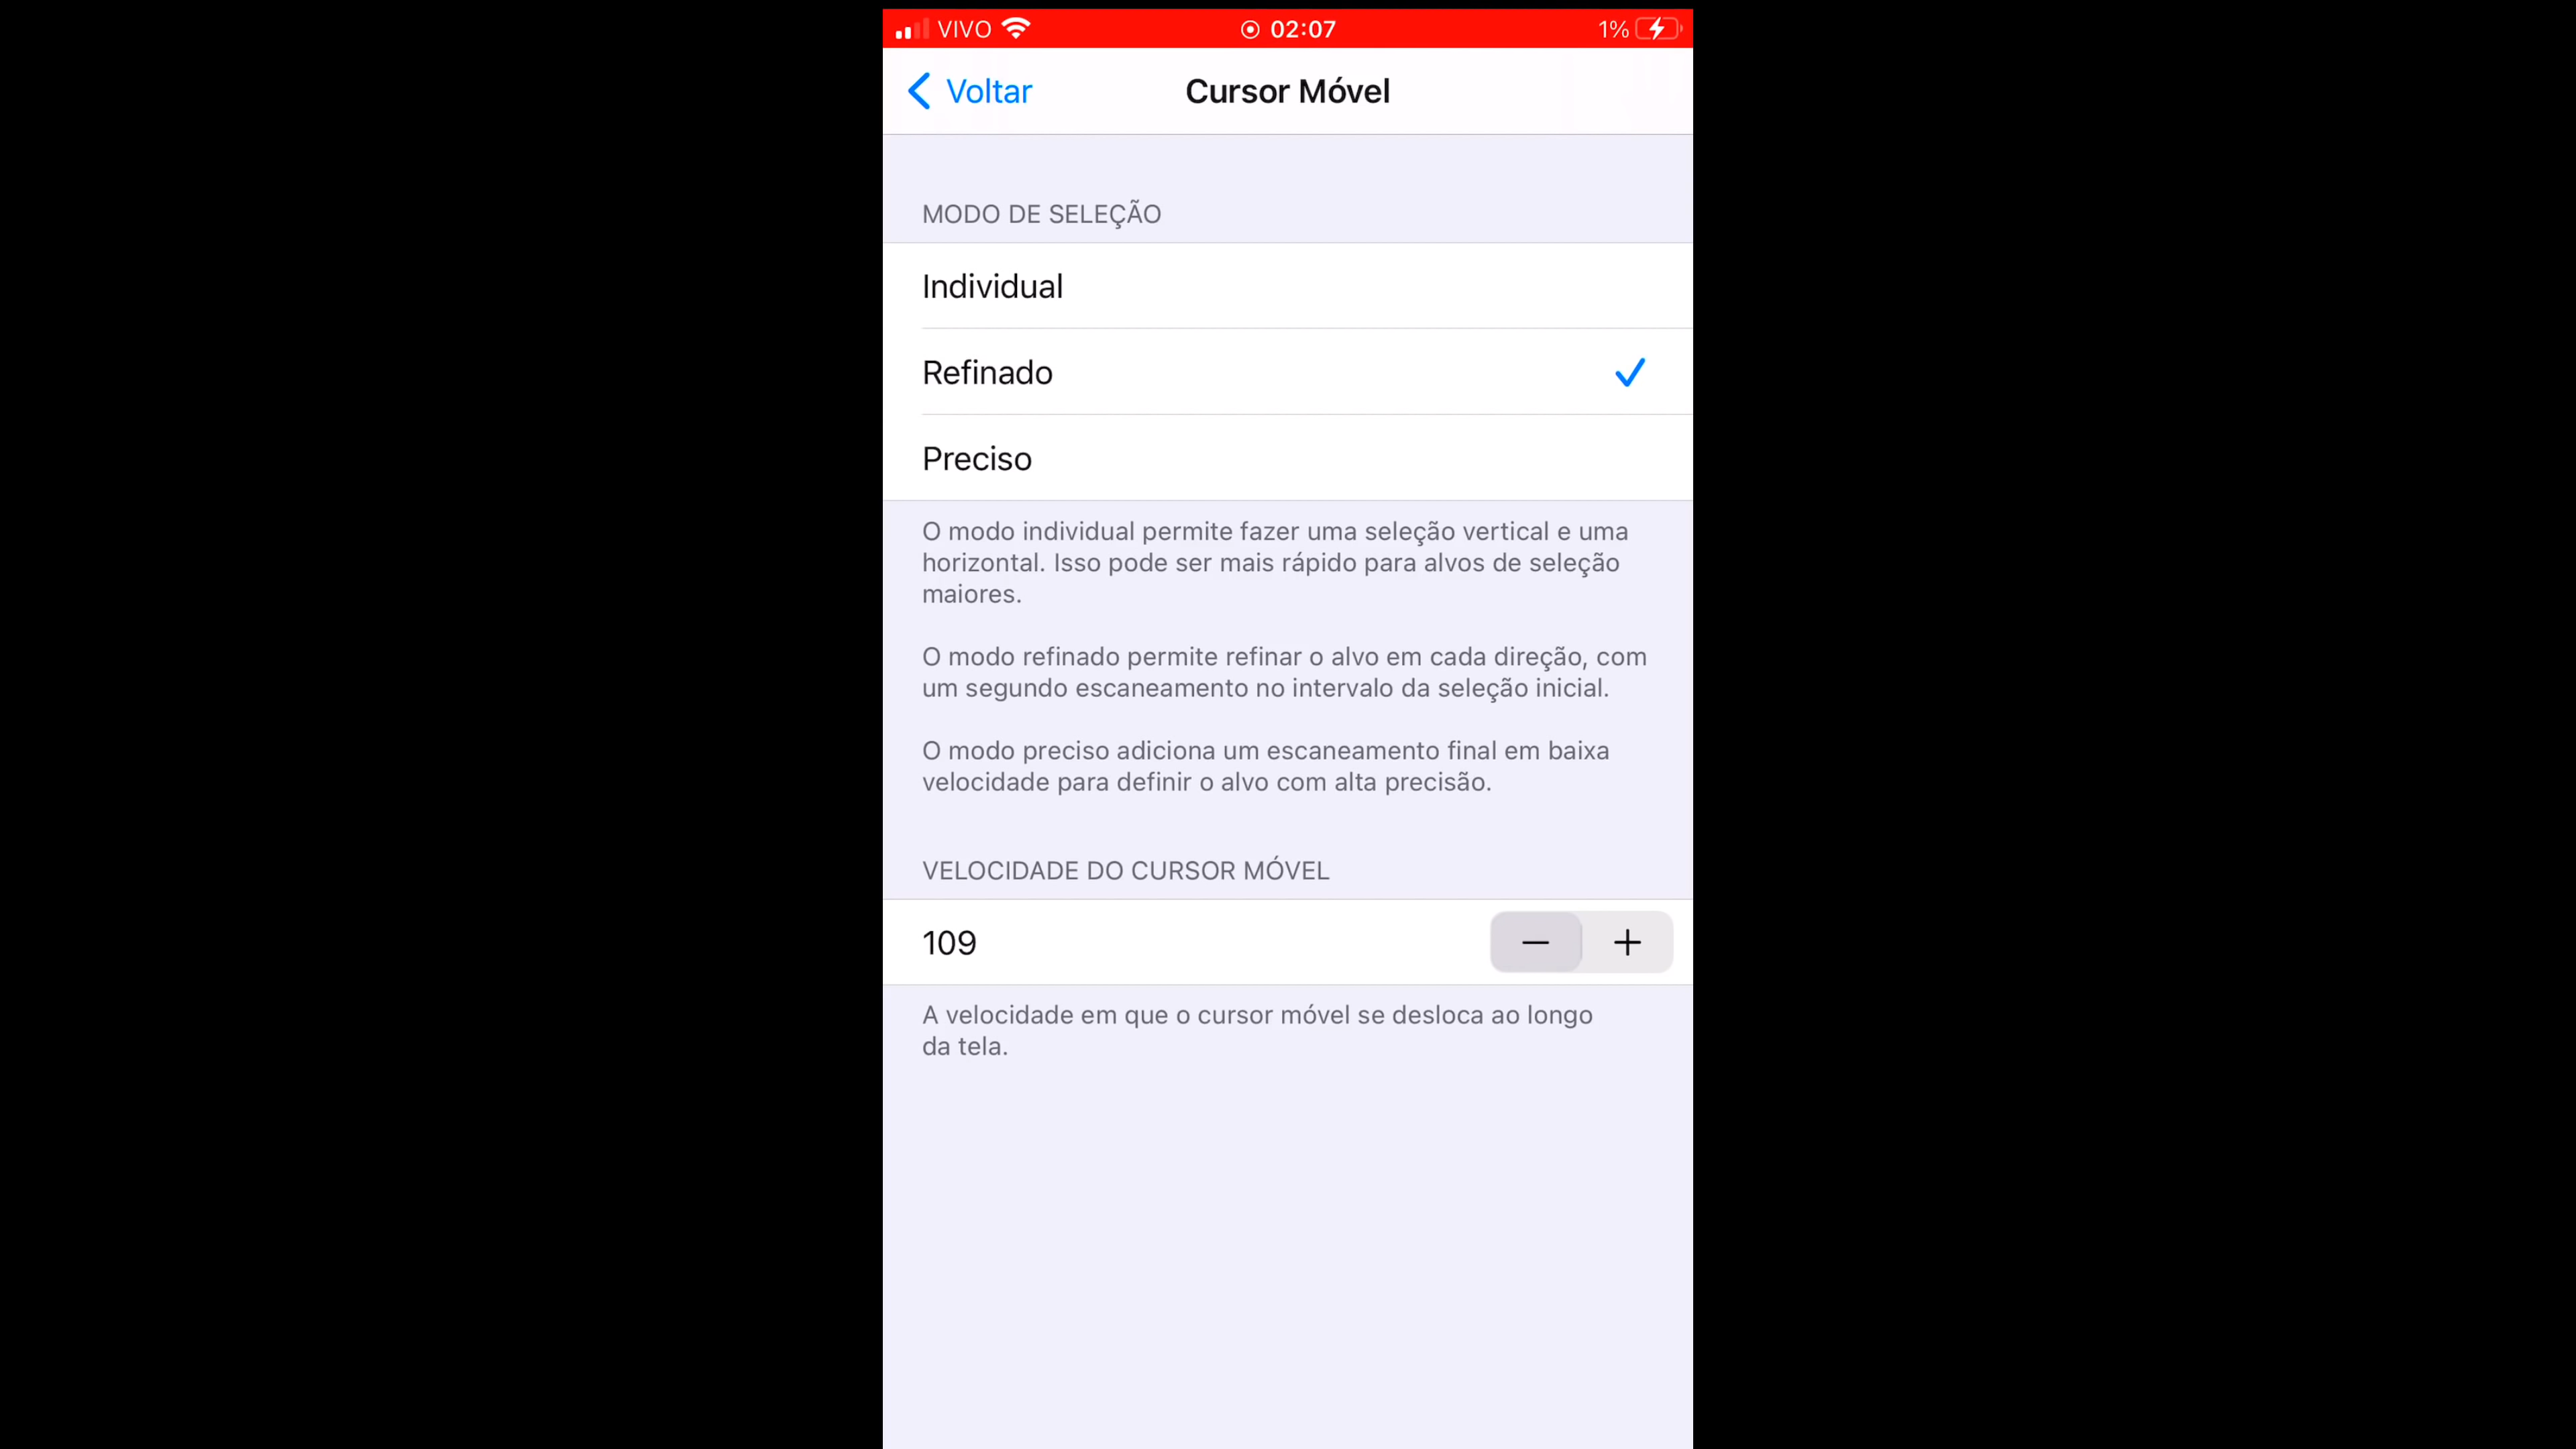 VIVO 02:07 1%
Voltar Cursor Móvel
MODO DE SELEÇÃO
Individual
Refinado
Preciso
O modo individual permite fazer uma seleção vertical e uma
horizontal. Isso pode ser mais rápido para alvos de seleção
maiores.
O modo refinado permite refinar o alvo em cada direção, com
um segundo escaneamento no intervalo da seleção inicial.
O modo preciso adiciona um escaneamento final em baixa
velocidade para definir o alvo com alta precisão.
VELOCIDADE DO CURSOR MÓVEL
109 − +
A velocidade em que o cursor móvel se desloca ao longo
da tela.